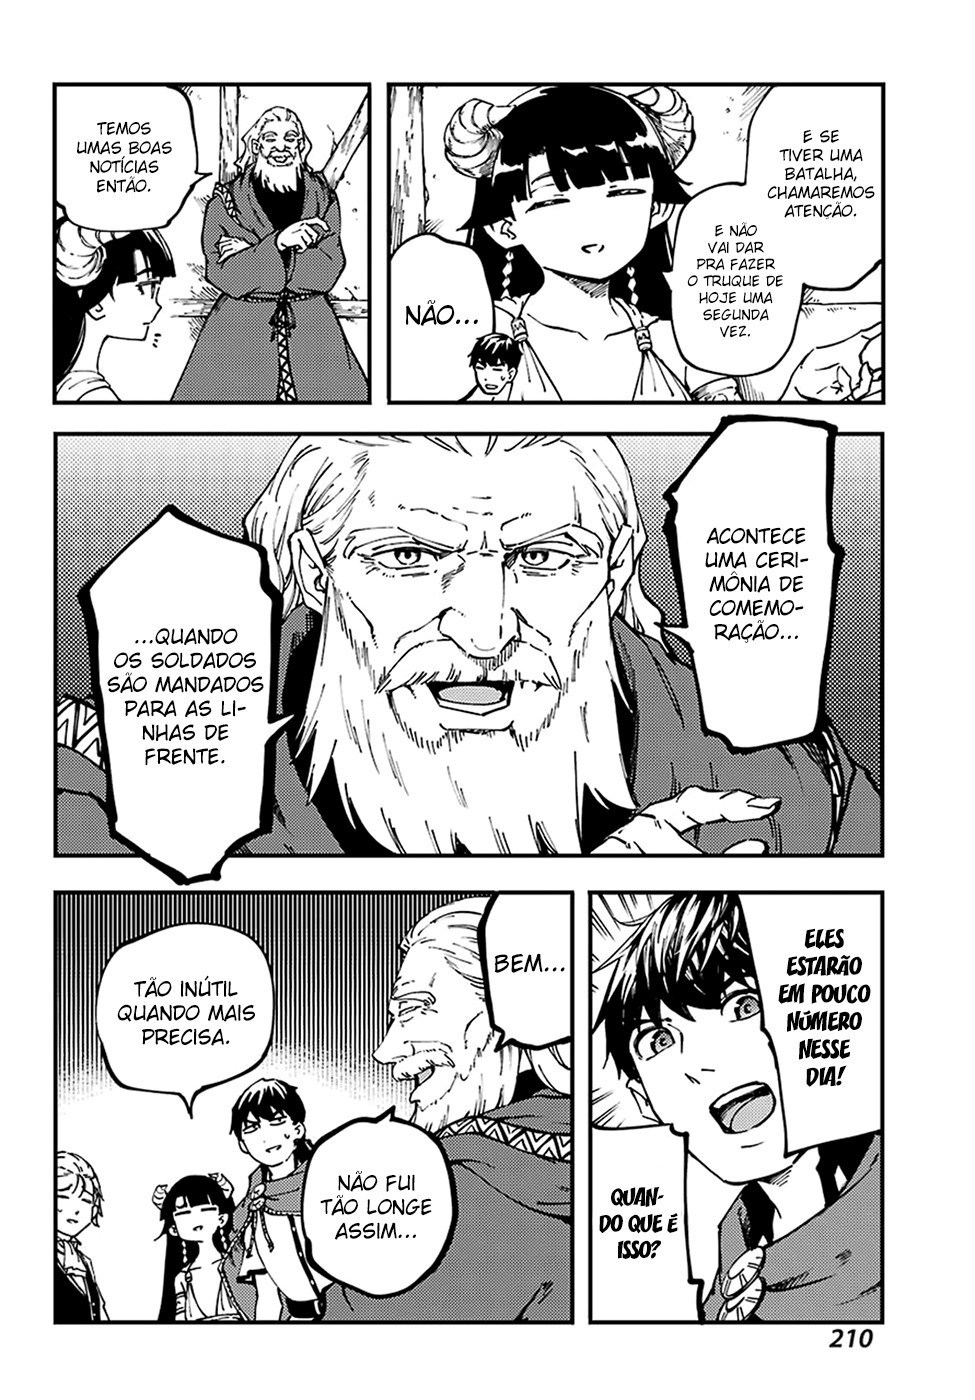 E SE
TIVER UMA
BATALHA,
CHAMAREMOS
ATENÇÃO.
E NÃO
VAI DAR
PRA FAZER
O TRUQUE DE
HOJE UMA
SEGUNDA
VEZ.
NÃO...
TEMOS
UMAS BOAS
NOTÍCIAS
ENTÃO.
ACONTECE
UMA CERI-
MÔNIA DE
COMEMO-
RAÇÃO...
...QUANDO
OS SOLDADOS
SÃO MANDADOS
PARA AS LI-
NHAS DE
FRENTE.
ELES
ESTARÃO
EM POUCO
NÚMERO
NESSE
DIA!
QUAN-
DO QUE É
ISSO?
BEM...
NÃO FUI
TÃO LONGE
ASSIM...
TÃO INÚTIL
QUANDO MAIS
PRECISA.
210